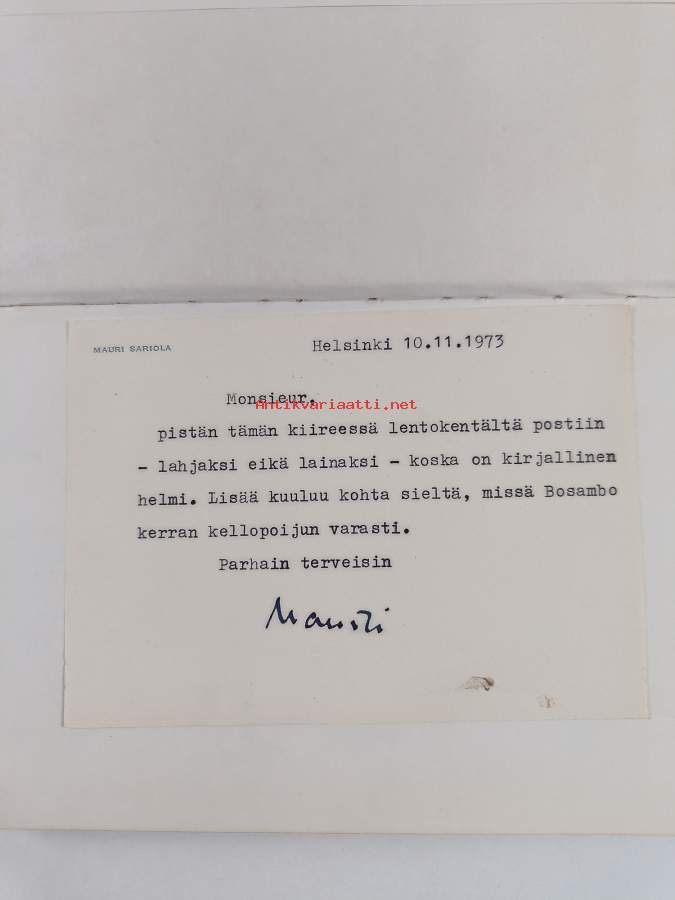 MAURI SARIOLA
Helsinki 10.11.1973
Monsieur,
Antikvariaatti.net
pistän tämän kiireessä lentokentältä postiin
- lahjaksi eikä lainaksi - koska on kirjallinen
helmi. Lisää kuuluu kohta sieltä, missä Bosambo
kerran kellopoijun varasti.
Parhain terveisin
Mauri